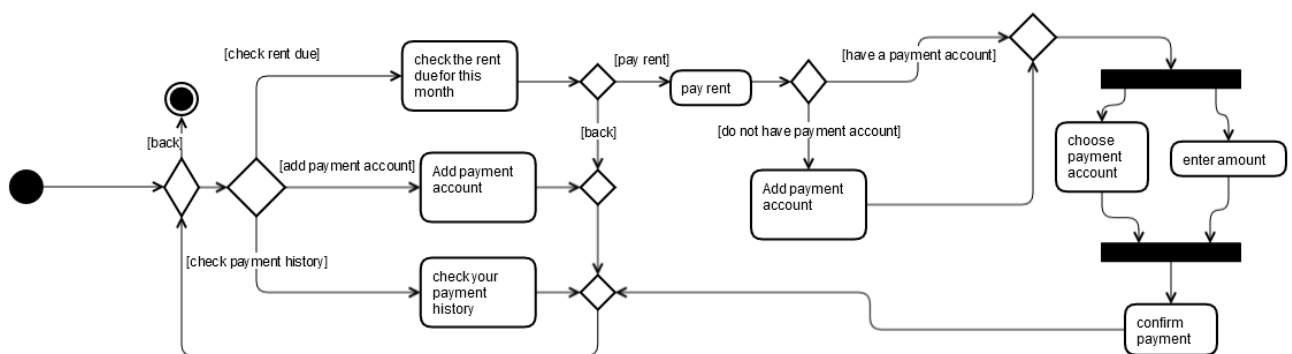 [check rent due]
check the rent
due for this
month
[pay rent]
pay rent
[have a payment account]
[back]
[back]
[do not have payment account]
choose
payment
account
enter amount
[add payment account]
Add payment
account
Add payment
account
[check payment history]
check your
payment
history
confirm
payment